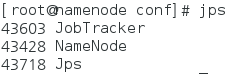 [root@namenode conf]# jps
43603 JobTracker
43428 NameNode
43718 Jps